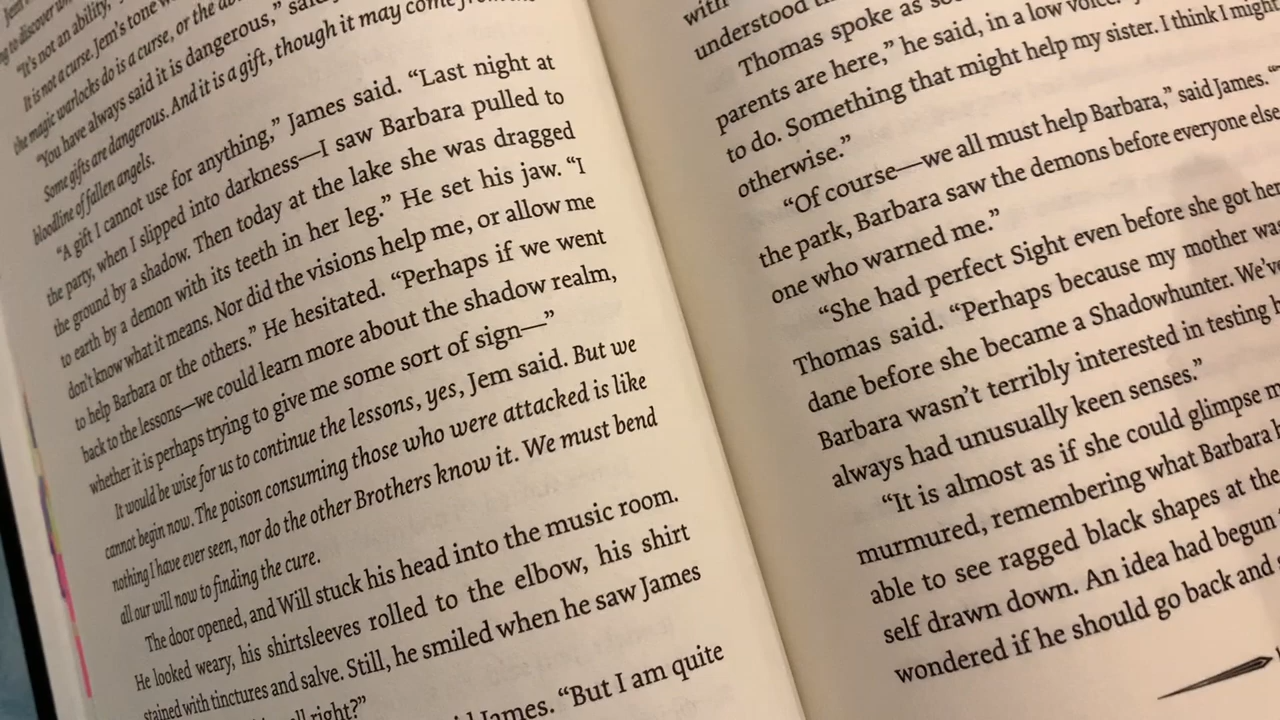 "It's not an ability,
It is not a curse. Jem's tone w
the magic warlocks do is a curse, or the
"You have always said it is dangerous," said
Some gifts are dangerous. And it is a gift, though it may come from the
bloodline of fallen angels.
"A gift I cannot use for anything," James said. "Last night at
the party, when I slipped into darkness—I saw Barbara pulled to
the ground by a shadow. Then today at the lake she was dragged
to earth by a demon with its teeth in her leg." He set his jaw. "I
don't know what it means. Nor did the visions help me, or allow me
to help Barbara or the others." He hesitated. "Perhaps if we went
back to the lessons—we could learn more about the shadow realm,
whether it is perhaps trying to give me some sort of sign—"
It would be wise for us to continue the lessons, yes, Jem said. But we
cannot begin now. The poison consuming those who were attacked is like
nothing I have ever seen, nor do the other Brothers know it. We must bend
all our will now to finding the cure.
The door opened, and Will stuck his head into the music room.
He looked weary, his shirtsleeves rolled to the elbow, his shirt
stained with tinctures and salve. Still, he smiled when he saw James
all right?"
James. "But I am quite
with
understood
Thomas spoke as
parents are here," he said, in a low voice.
to do. Something that might help my sister. I think I might
otherwise."
"Of course—we all must help Barbara," said James. "
the park, Barbara saw the demons before everyone else
one who warned me."
"She had perfect Sight even before she got her
Thomas said. "Perhaps because my mother was
dane before she became a Shadowhunter. We've
Barbara wasn't terribly interested in testing
always had unusually keen senses."
"It is almost as if she could glimpse
murmured, remembering what Barbara
able to see ragged black shapes at the
self drawn down. An idea had begun
wondered if he should go back and